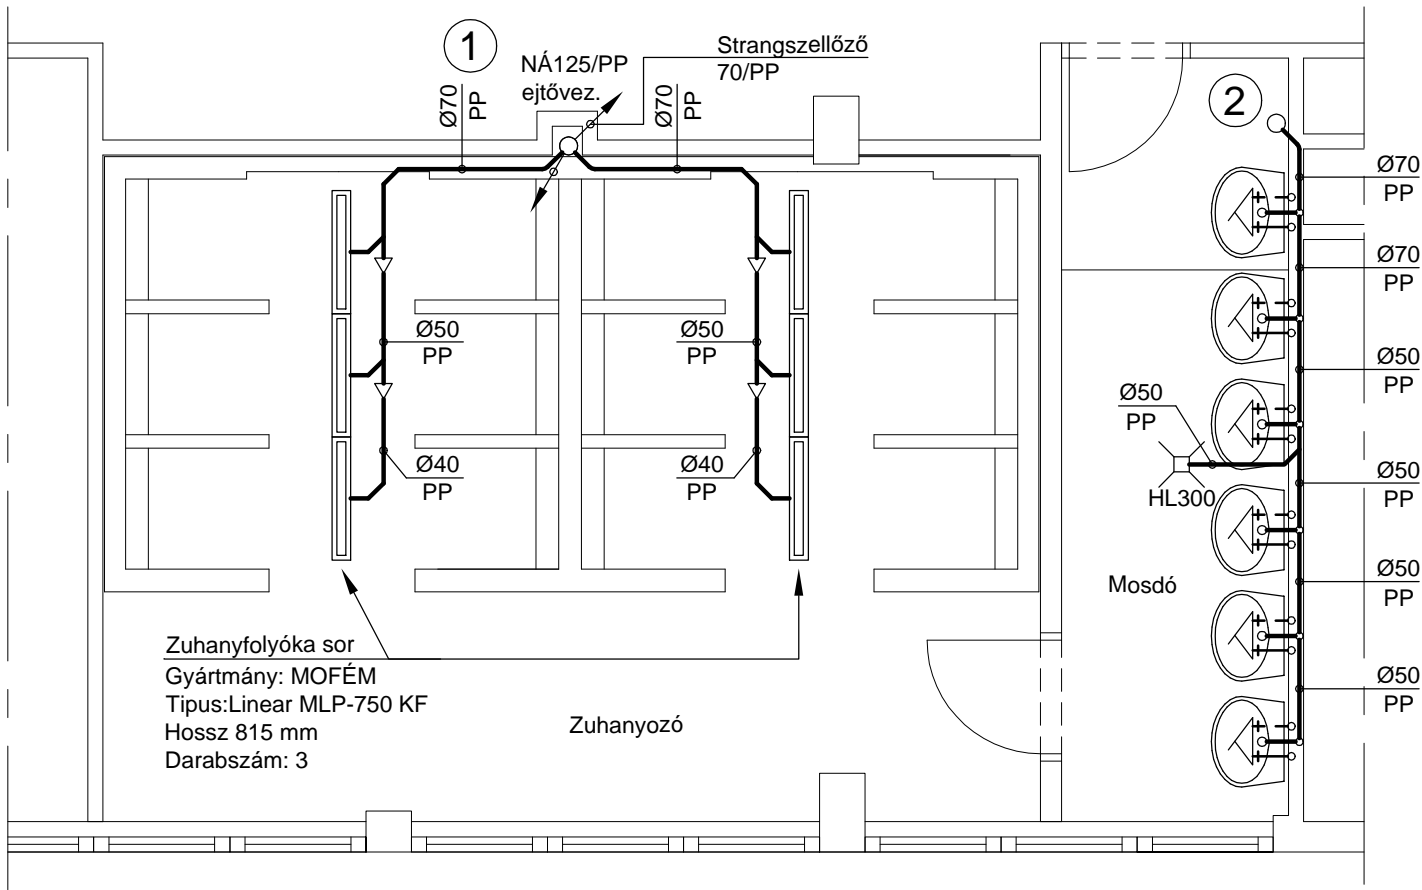 1
NÁ125/PP
ejtővez.
Strangszellőző
70/PP
Ø70
PP
Ø70
PP
2
Ø70
PP
Ø70
PP
Ø50
PP
Ø50
PP
Ø50
PP
Ø50
PP
Ø50
PP
HL300
Ø40
PP
Ø40
PP
Ø50
PP
Ø50
PP
Mosdó
Zuhanyfolyóka sor
Gyártmány: MOFÉM
Tipus:Linear MLP-750 KF
Hossz 815 mm
Darabszám: 3
Zuhanyozó